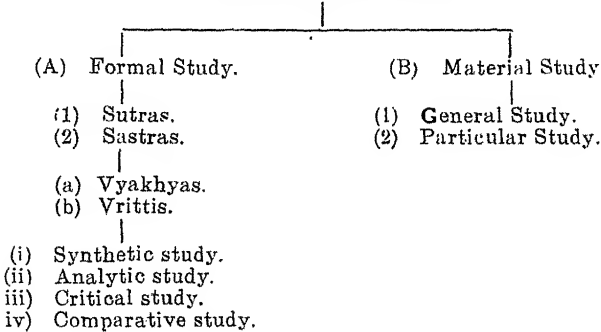 (A) Formal Study.
(1) Sutras.
(2) Sastras.
(a) Vyakhyas.
(b) Vrittis.
(i) Synthetic study.
(ii) Analytic study.
iii) Critical study.
iv) Comparative study.
(B) Material Study
(1) General Study.
(2) Particular Study.